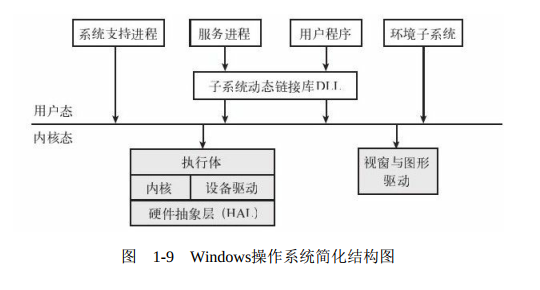 系统支持进程 服务进程 用户程序 环境子系统
子系统动态链接库DLL
用户态
内核态
执行体
内核 设备驱动
硬件抽象层（HAL）
视窗与图形
驱动
图 1-9 Windows操作系统简化结构图